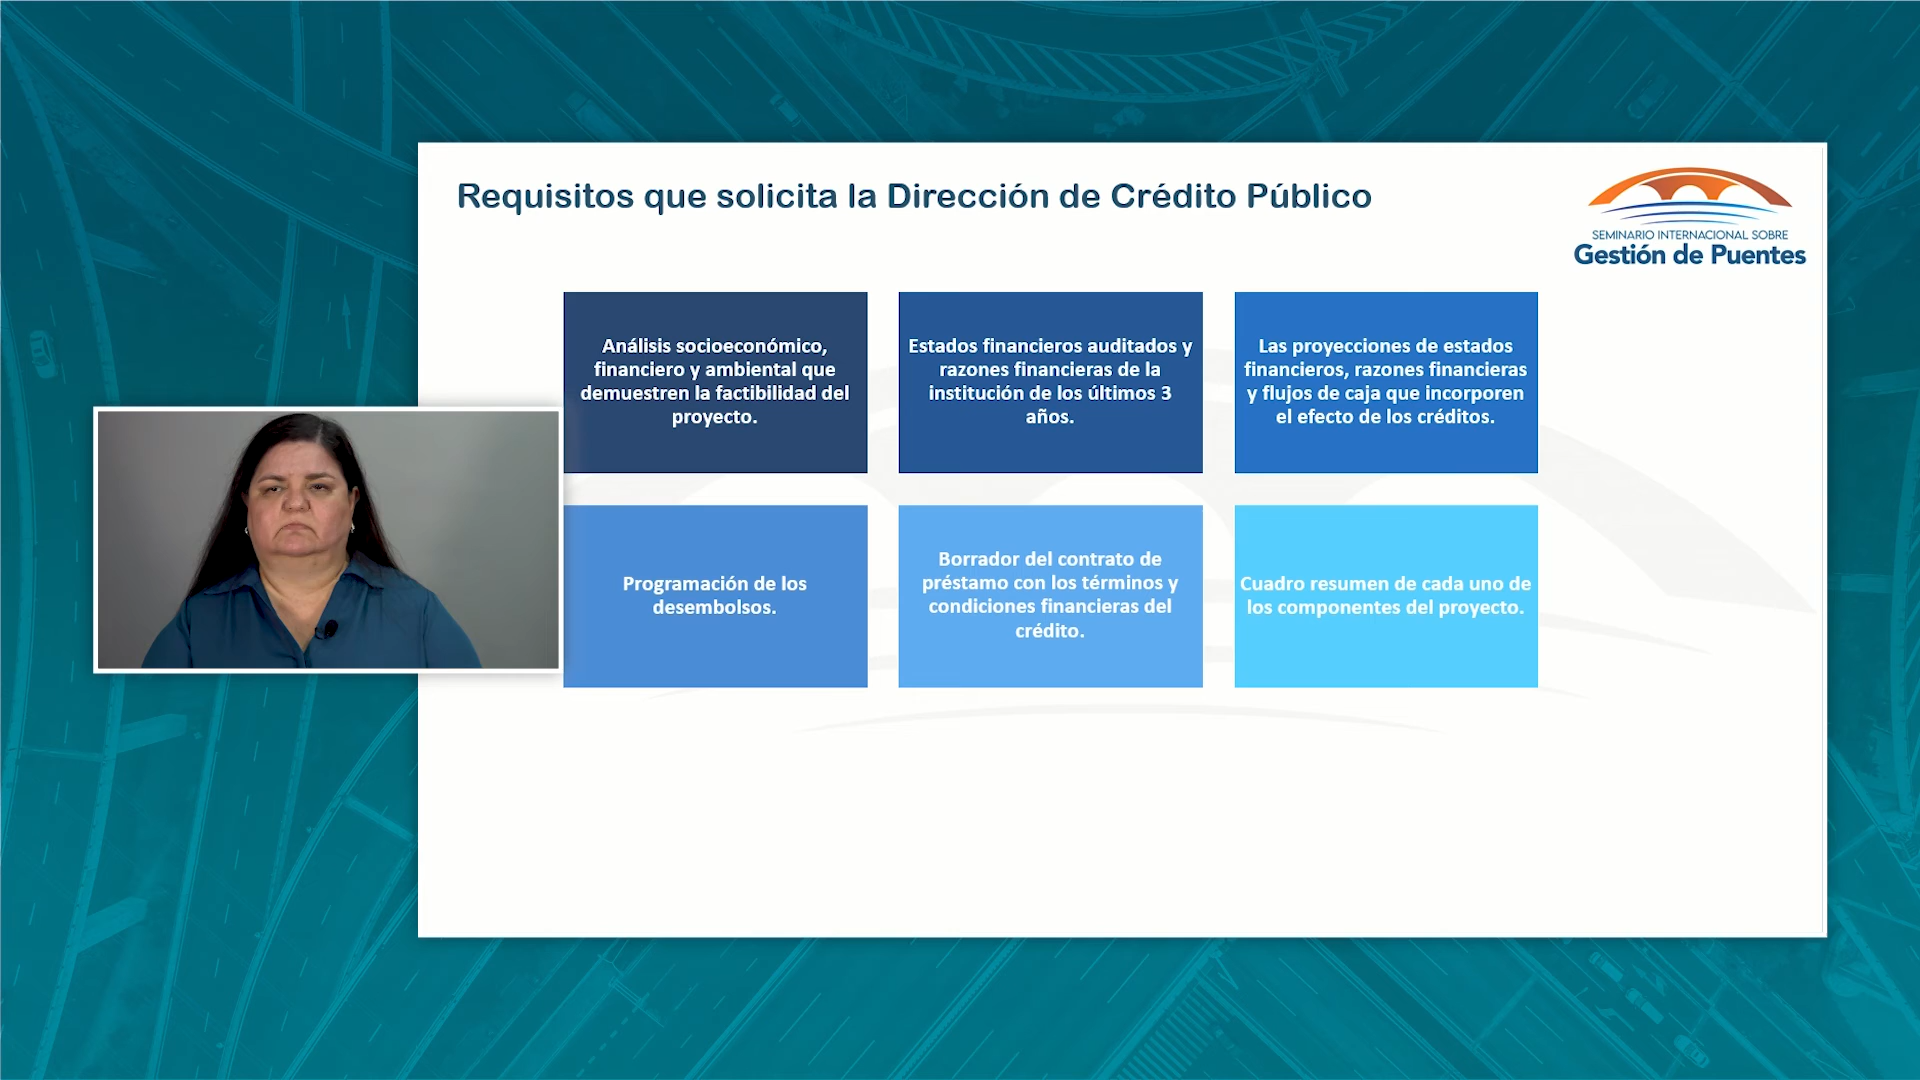 Requisitos que solicita la Dirección de Crédito Público
SEMINARIO INTERNACIONAL SOBRE
Gestión de Puentes
Análisis socioeconómico,
financiero y ambiental que
demuestren la factibilidad del
proyecto.
Estados financieros auditados y
razones financieras de la
institución de los últimos 3
años.
Las proyecciones de estados
financieros, razones financieras
y flujos de caja que incorporen
el efecto de los créditos.
Programación de los
desembolsos.
Borrador del contrato de
préstamo con los términos y
condiciones financieras del
crédito.
Cuadro resumen de cada uno de
los componentes del proyecto.